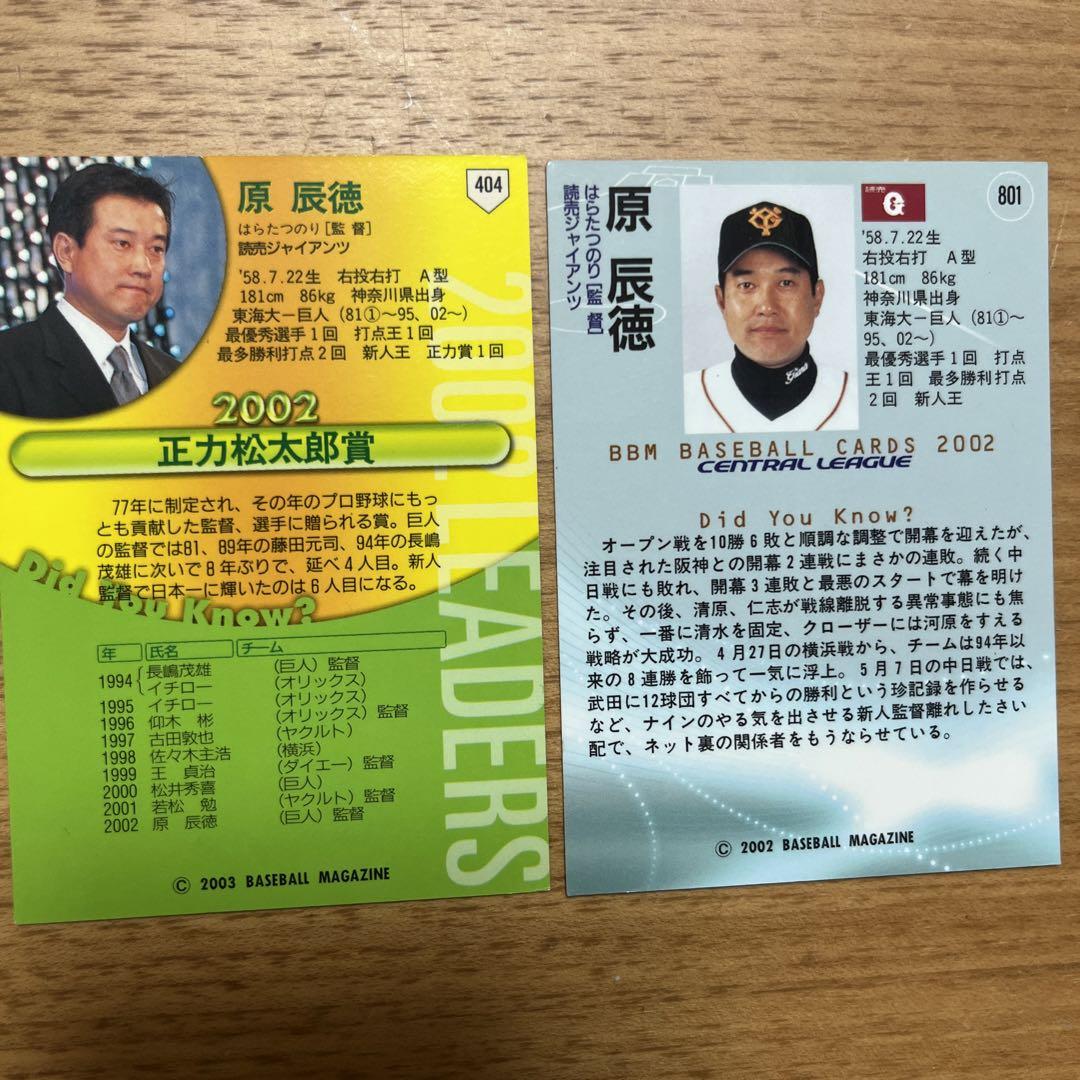 404
原 辰徳
はらたつのり[監 督]
読売ジャイアンツ
'58.7.22生 右投右打 A型
181cm 86kg 神奈川県出身
東海大－巨人（81①～95、02～）
最優秀選手1回 打点王1回
最多勝利打点2回 新人王 正力賞1回
2002
正力松太郎賞
77年に制定され、その年のプロ野球にもっ
とも貢献した監督、選手に贈られる賞。巨人
の監督では81、89年の藤田元司、94年の長嶋
茂雄に次いで8年ぶりで、延べ4人目。新人
監督で日本一に輝いたのは6人目になる。
Did You Know?
年 氏名 チーム
1994 長嶋茂雄 （巨人）監督
イチロー （オリックス）
1995 イチロー （オリックス）
1996 仰木 彬 （オリックス）監督
1997 古田敦也 （ヤクルト）
1998 佐々木主浩 （横浜）
1999 王 貞治 （ダイエー）監督
2000 松井秀喜 （巨人）
2001 若松 勉 （ヤクルト）監督
2002 原 辰徳 （巨人）監督
2002 LEADERS
© 2003 BASEBALL MAGAZINE
801
原 辰徳
はらたつのり[監 督]
読売ジャイアンツ
読売
G
YG
Giants
'58.7.22生
右投右打 A型
181cm 86kg
神奈川県出身
東海大－巨人（81①～
95、02～）
最優秀選手1回 打点
王1回 最多勝利打点
2回 新人王
BBM BASEBALL CARDS 2002
CENTRAL LEAGUE
Did You Know?
オープン戦を10勝6敗と順調な調整で開幕を迎えたが、
注目された阪神との開幕2連戦にまさかの連敗。続く中
日戦にも敗れ、開幕3連敗と最悪のスタートで幕を明け
た。その後、清原、仁志が戦線離脱する異常事態にも焦
らず、一番に清水を固定、クローザーには河原をすえる
戦略が大成功。4月27日の横浜戦から、チームは94年以
来の8連勝を飾って一気に浮上。5月7日の中日戦では、
武田に12球団すべてからの勝利という珍記録を作らせる
など、ナインのやる気を出させる新人監督離れしたさい
配で、ネット裏の関係者をもうならせている。
© 2002 BASEBALL MAGAZINE